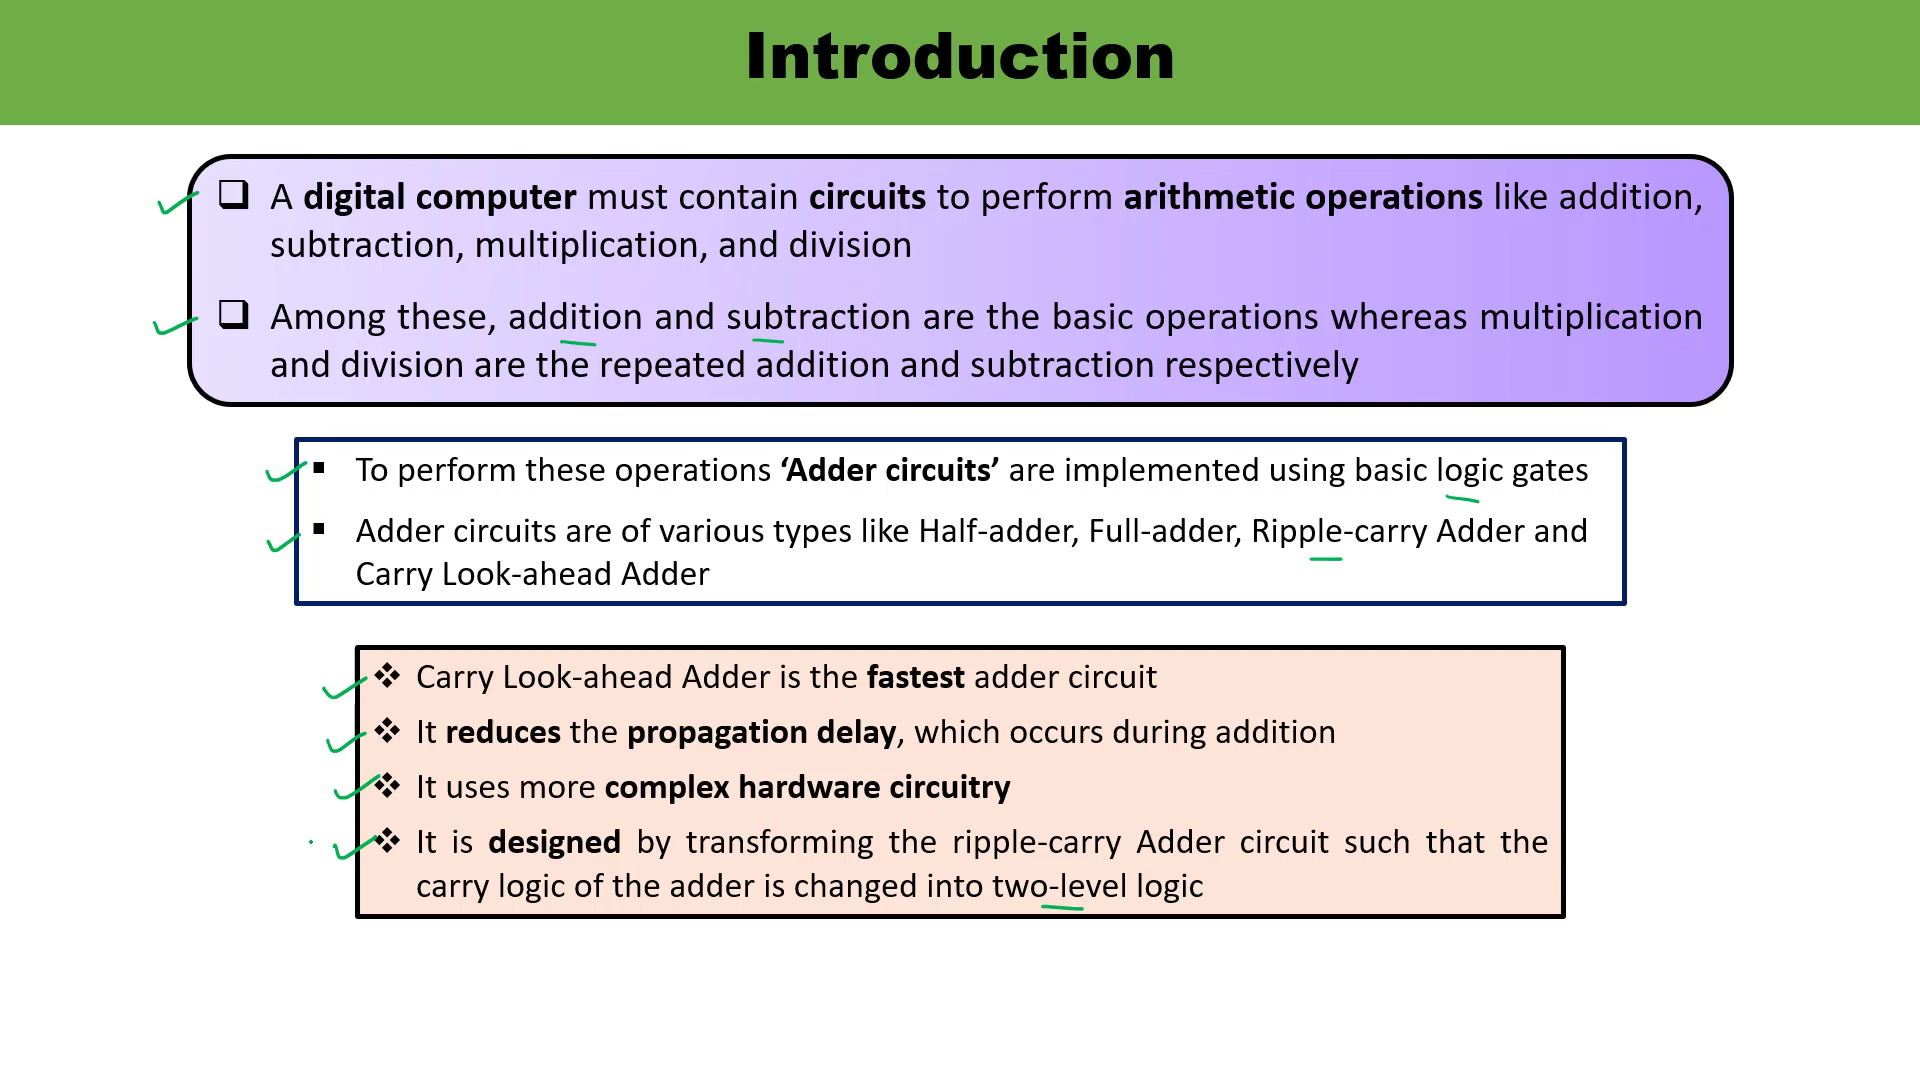 Introduction
A digital computer must contain circuits to perform arithmetic operations like addition,
subtraction, multiplication, and division
Among these, addition and subtraction are the basic operations whereas multiplication
and division are the repeated addition and subtraction respectively
To perform these operations ‘Adder circuits’ are implemented using basic logic gates
Adder circuits are of various types like Half-adder, Full-adder, Ripple-carry Adder and
Carry Look-ahead Adder
Carry Look-ahead Adder is the fastest adder circuit
It reduces the propagation delay, which occurs during addition
It uses more complex hardware circuitry
It is designed by transforming the ripple-carry Adder circuit such that the
carry logic of the adder is changed into two-level logic